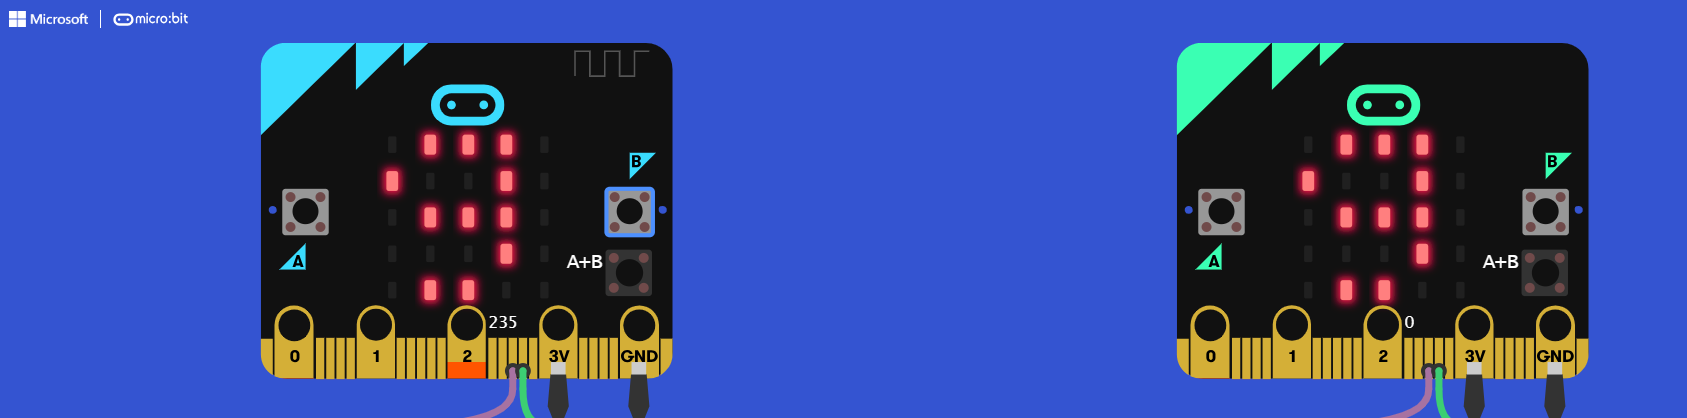 Microsoft micro:bit
B
A
A+B
235
0 1 2 3V GND
B
A
A+B
0
0 1 2 3V GND